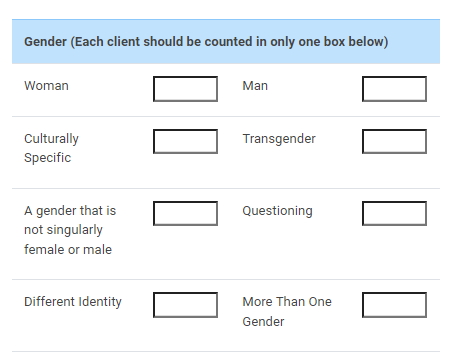 Gender (Each client should be counted in only one box below)
Woman
Man
Culturally
Specific
Transgender
A gender that is
not singularly
female or male
Questioning
Different Identity
More Than One
Gender